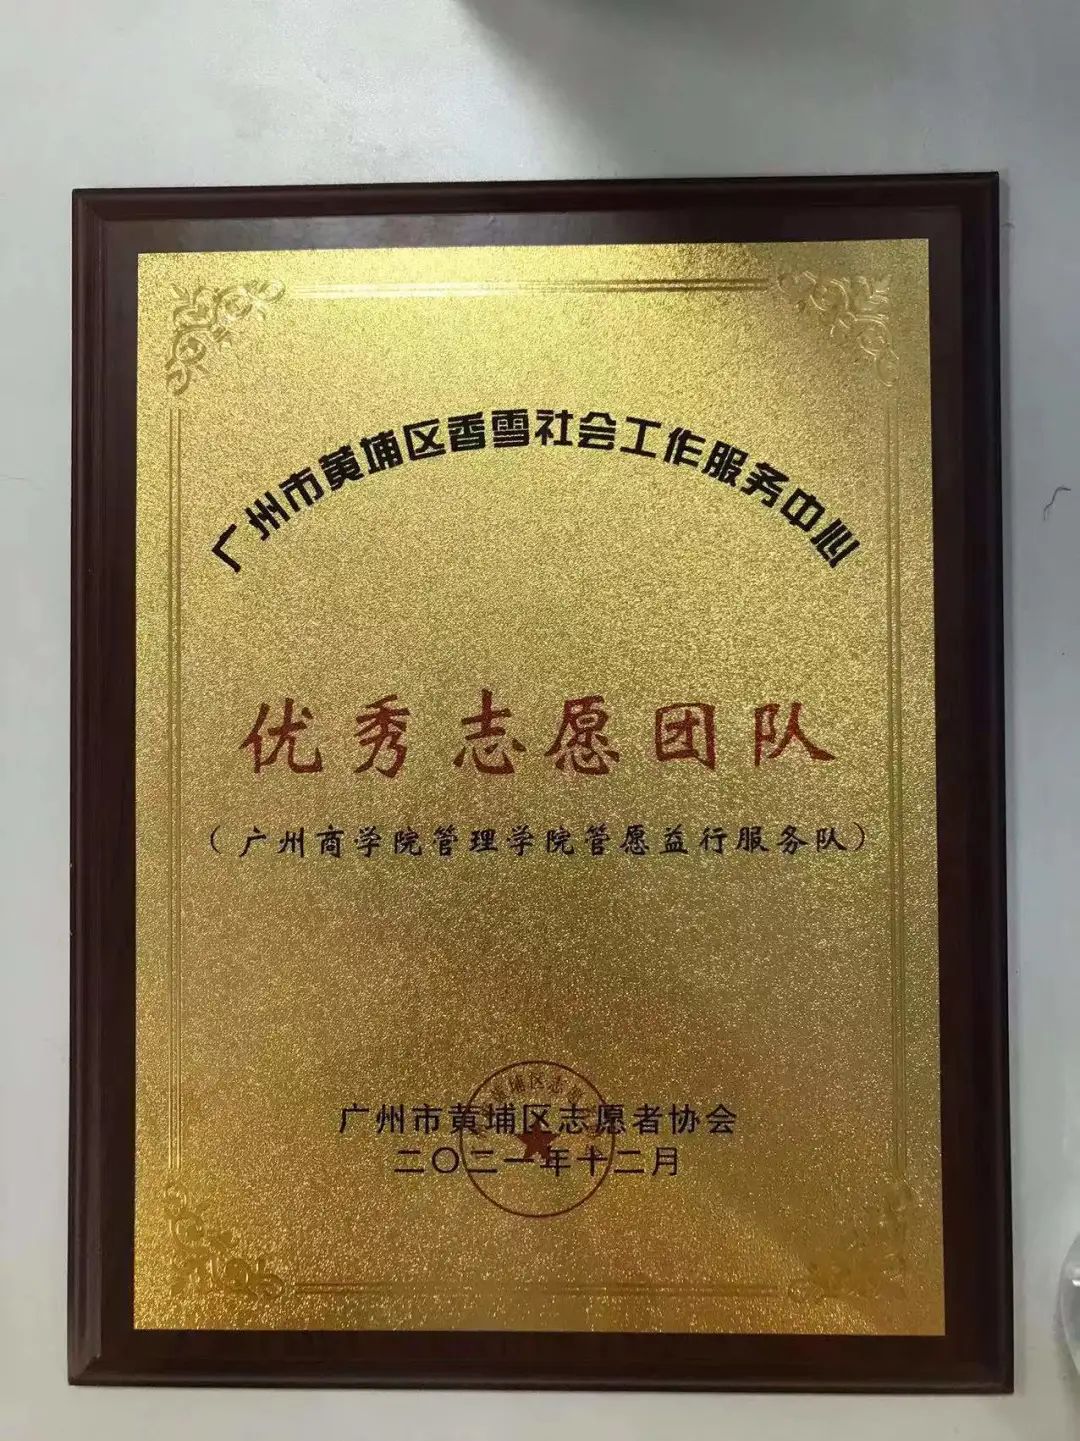 广州市黄埔区香雪社会工作服务中心
优秀志愿团队
（广州商学院管理学院管愿益行服务队）
广州市黄埔区志愿者协会
二〇二一年十二月